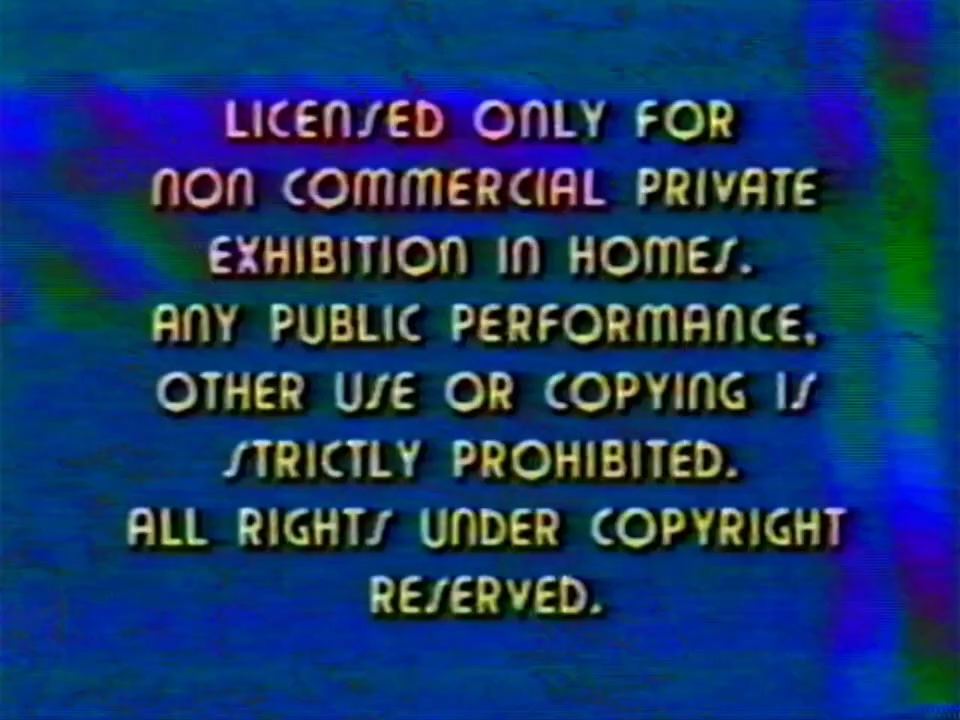 LICENSED ONLY FOR
NON COMMERCIAL PRIVATE
EXHIBITION IN HOMES.
ANY PUBLIC PERFORMANCE,
OTHER USE OR COPYING IS
STRICTLY PROHIBITED.
ALL RIGHTS UNDER COPYRIGHT
RESERVED.